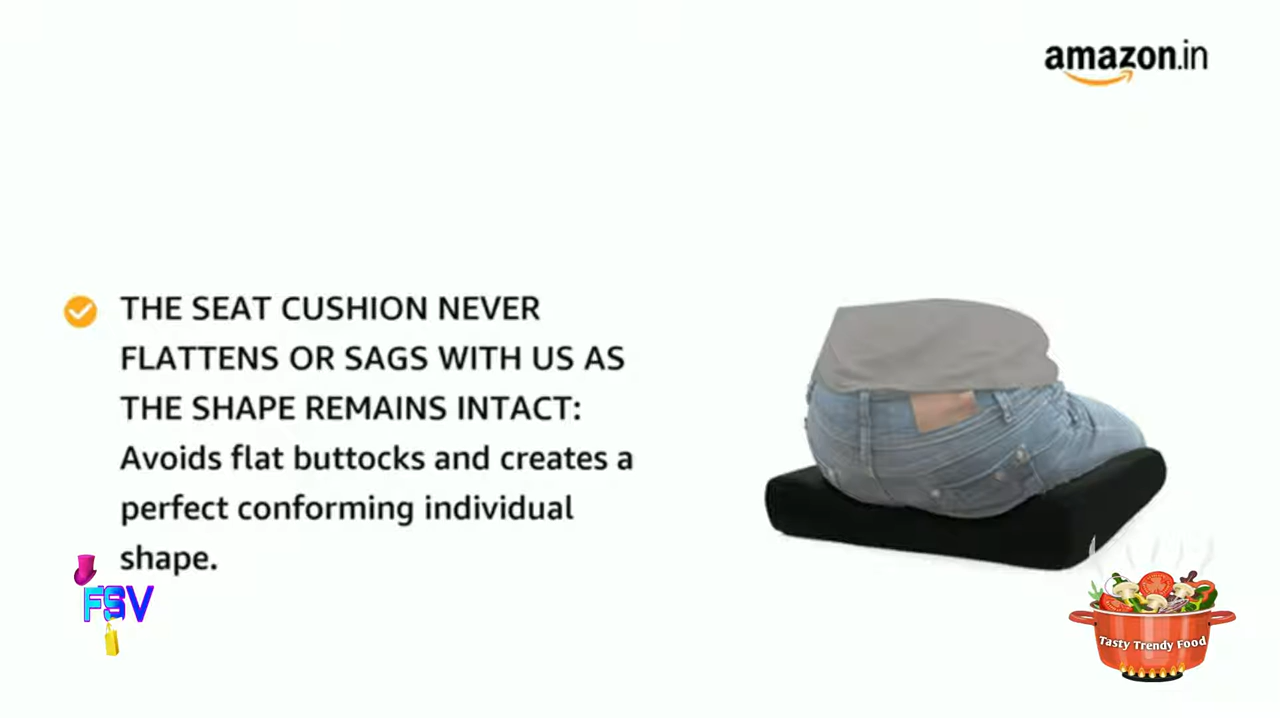 amazon.in
THE SEAT CUSHION NEVER
FLATTENS OR SAGS WITH US AS
THE SHAPE REMAINS INTACT:
Avoids flat buttocks and creates a
perfect conforming individual
shape.
FSV
Tasty Trendy Food